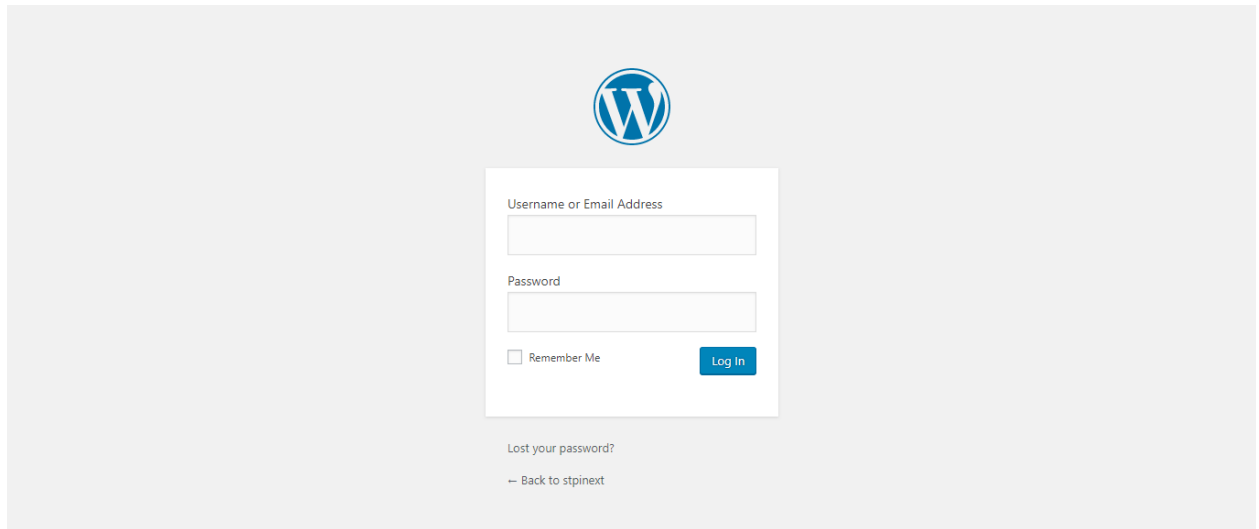 Username or Email Address
Password
Remember Me
Log In
Lost your password?
← Back to stpinext